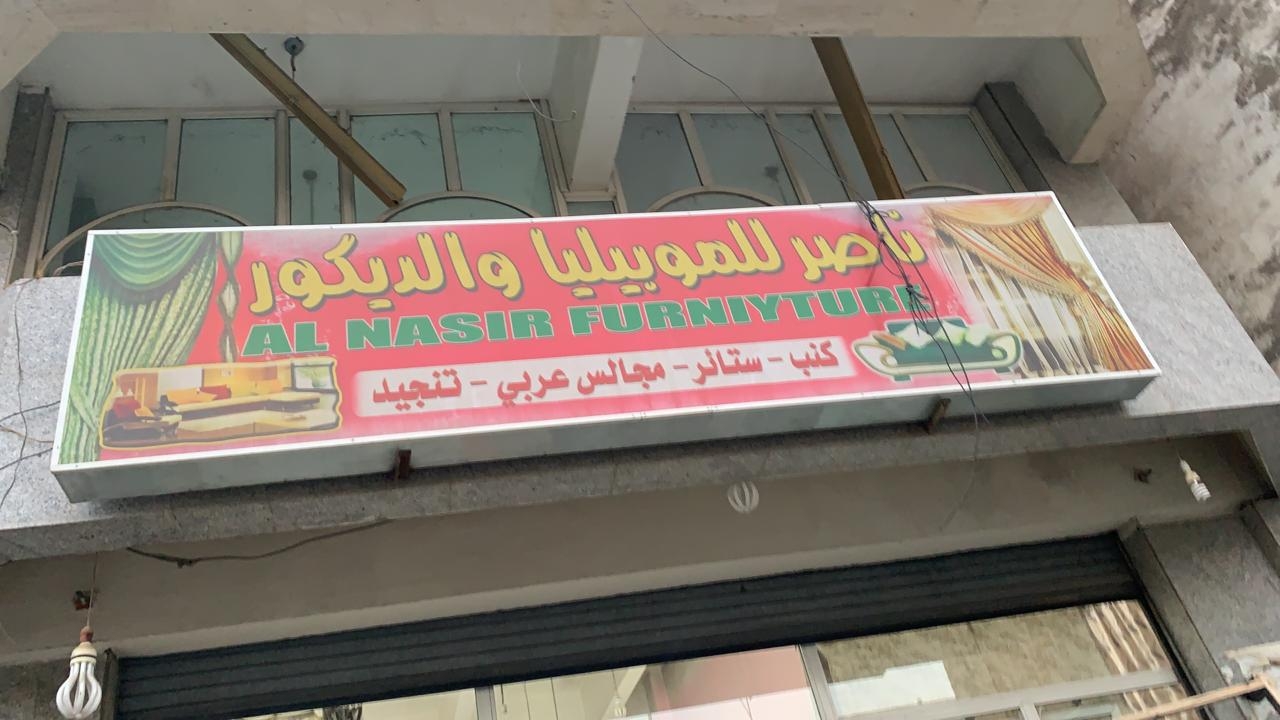 ناصر للموبيليا والديكور
AL NASIR FURNIYTURE
كنب - ستائر - مجالس عربي - تنجيد